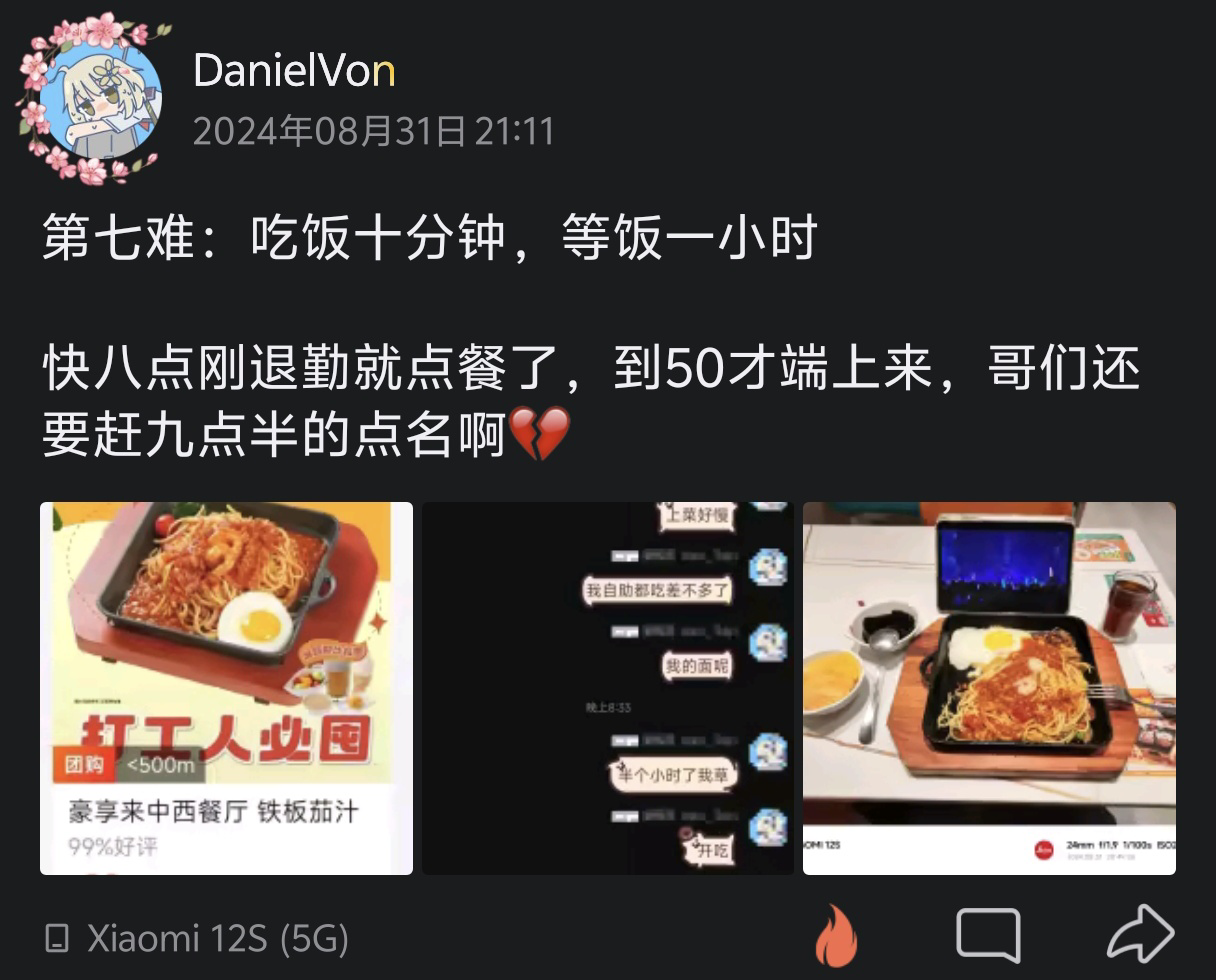 DanielVon
2024年08月31日 21:11
第七难：吃饭十分钟，等饭一小时
快八点刚退勤就点餐了，到50才端上来，哥们还
要赶九点半的点名啊💔
打工人必囤
团购 <500m
豪享来中西餐厅 铁板茄汁
99%好评
上菜好慢
我自助都吃差不多了
我的面呢
晚上8:33
半个小时了我草
开吃
OMI 12S
24mm f/1.9 1/100s ISO
Xiaomi 12S (5G)